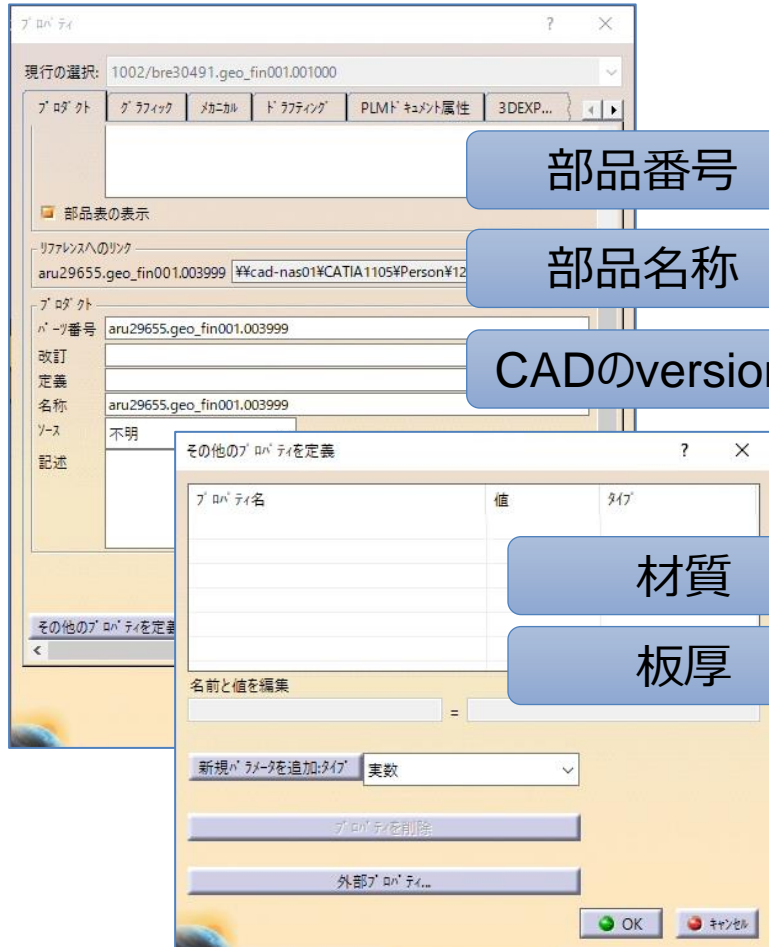 プロパティ ? ×
現行の選択: 1002/bre30491.geo_fin001.001000
プロダクト グラフィック メカニカル ドラフティング PLMドキュメント属性 3DEXP...
部品番号
部品表の表示
リファレンスへのリンク
部品名称
aru29655.geo_fin001.003999 ¥¥cad-nas01¥CATIA1105¥Person¥12
プロダクト
パーツ番号 aru29655.geo_fin001.003999
改訂
CADのversion
定義
名称 aru29655.geo_fin001.003999
ソース 不明
記述
その他のプロパティを定義 ? ×
プロパティ名 値 タイプ
材質
その他のプロパティを定義
板厚
名前と値を編集
=
新規パラメータを追加:タイプ 実数
プロパティを削除
外部プロパティ...
OK キャンセル